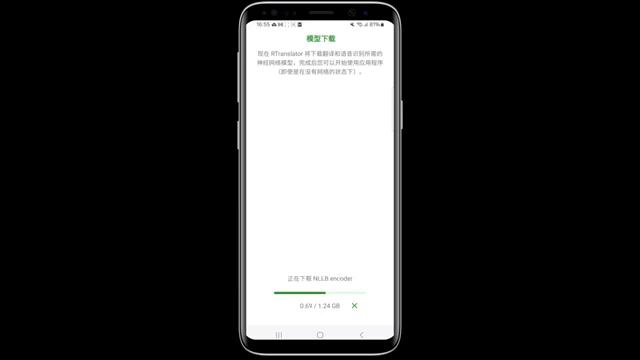 16:55
81%
模型下载
现在 RTranslator 将下载翻译和语音识别所需的
神经网络模型，完成后您可以开始使用应用程序
（即使是在没有网络的状态下）。
正在下载 NLLB encoder
0.69 / 1.24 GB